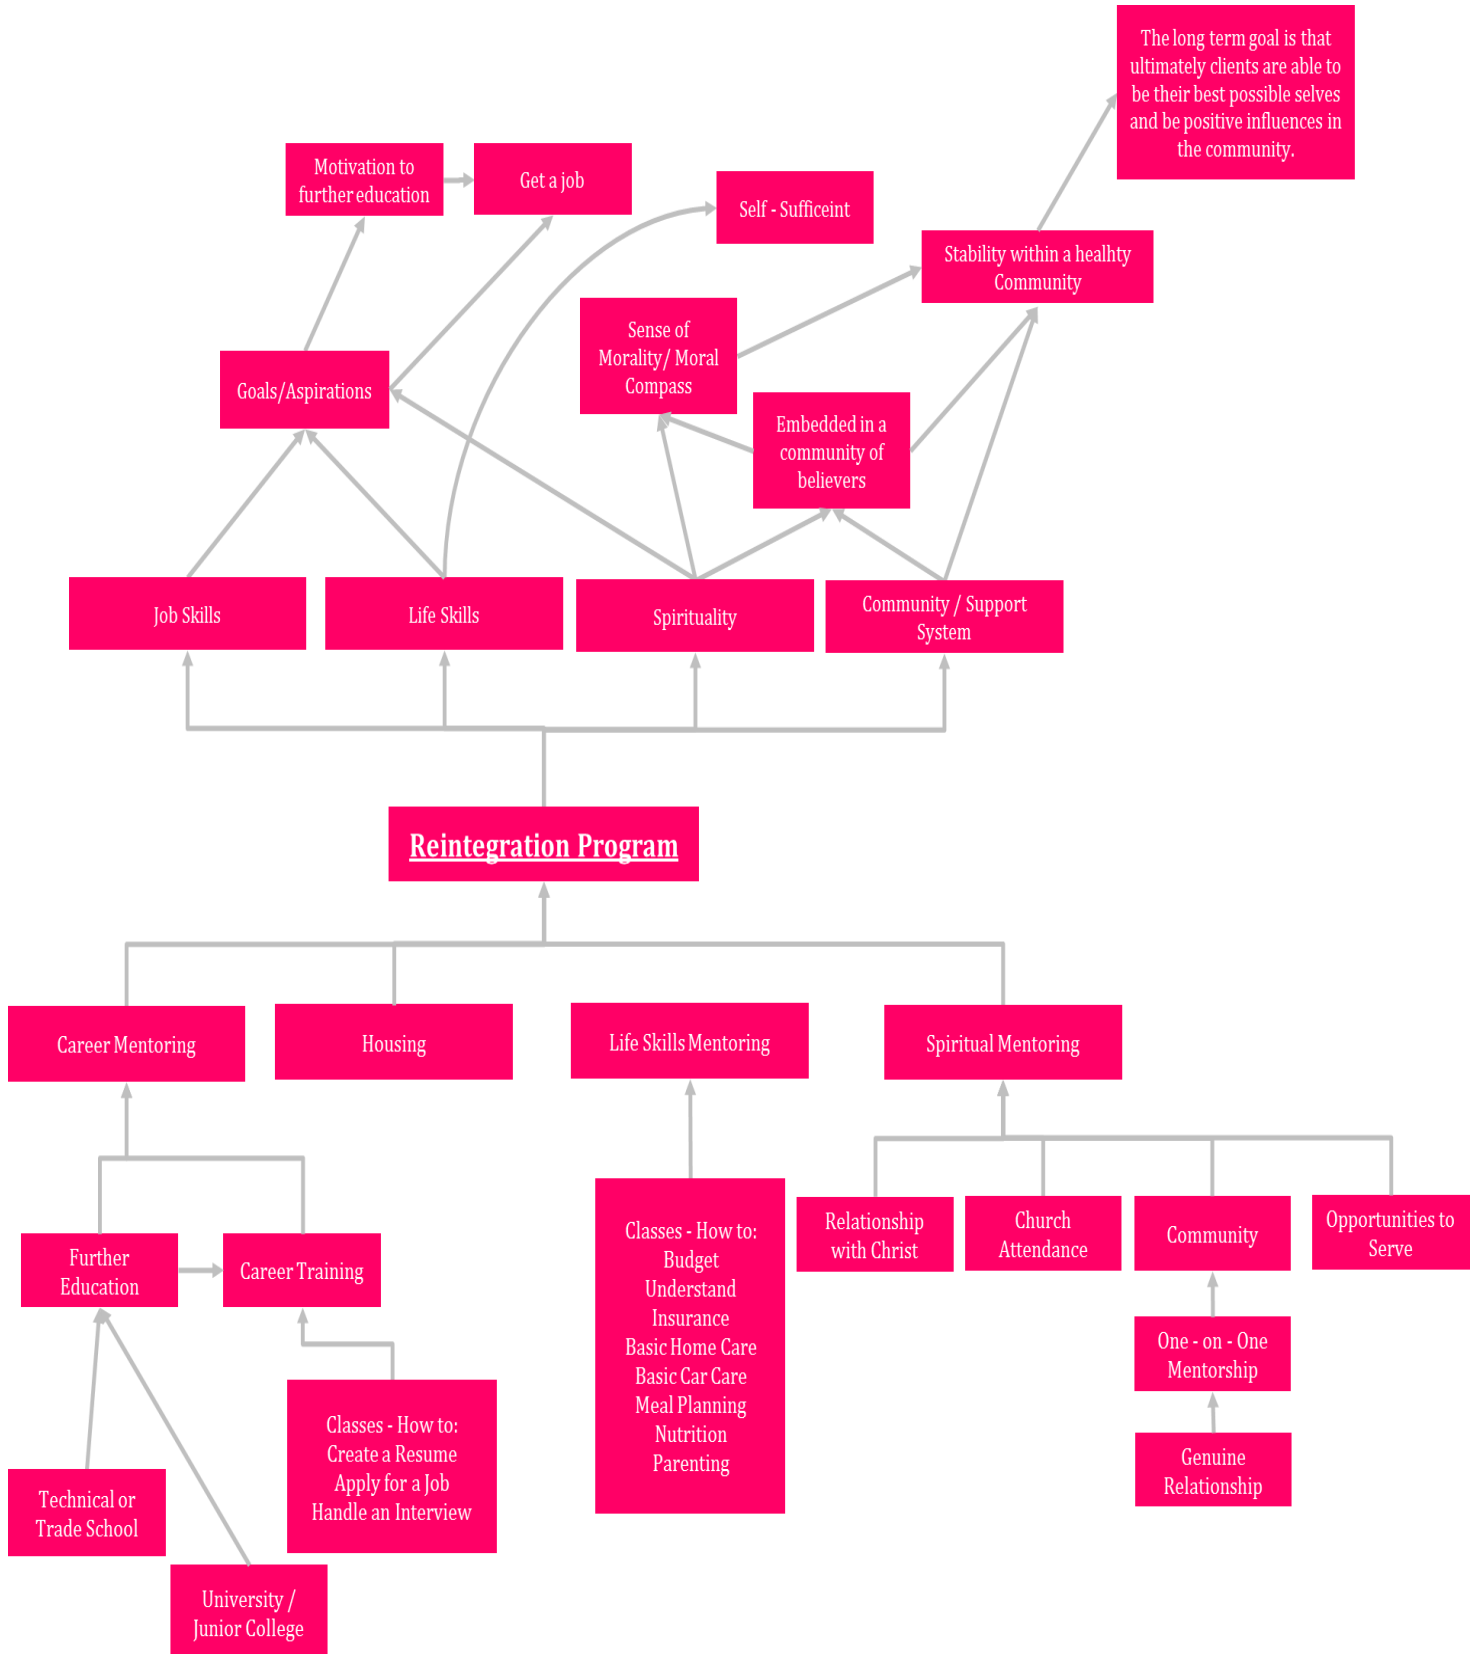 The long term goal is that
ultimately clients are able to
be their best possible selves
and be positive influences in
the community.
Motivation to
further education
Get a job
Self - Sufficeint
Stability within a healhty
Community
Sense of
Morality/ Moral
Compass
Goals/Aspirations
Embedded in a
community of
believers
Job Skills
Life Skills
Spirituality
Community / Support
System
Reintegration Program
Career Mentoring
Housing
Life Skills Mentoring
Spiritual Mentoring
Further
Education
Career Training
Classes - How to:
Budget
Understand
Insurance
Basic Home Care
Basic Car Care
Meal Planning
Nutrition
Parenting
Relationship
with Christ
Church
Attendance
Community
Opportunities to
Serve
One - on - One
Mentorship
Genuine
Relationship
Classes - How to:
Create a Resume
Apply for a Job
Handle an Interview
Technical or
Trade School
University /
Junior College